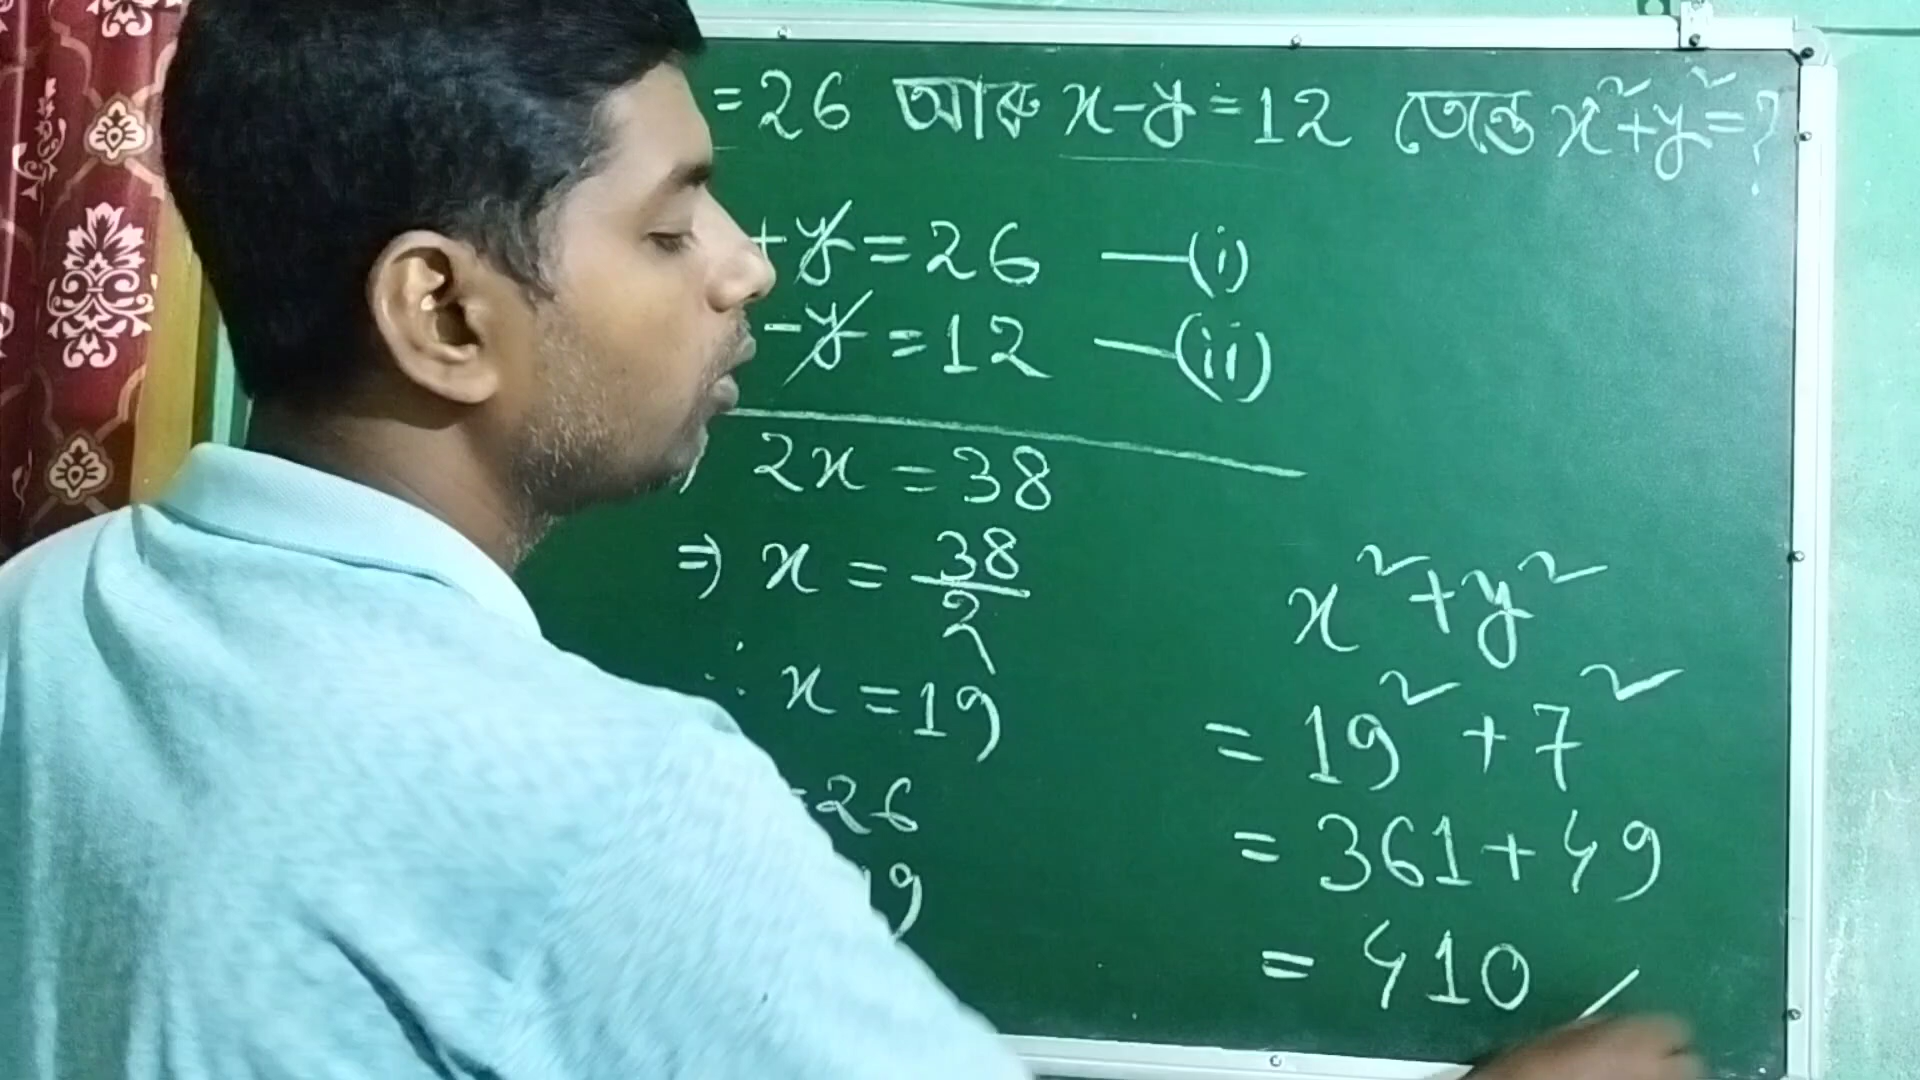 =26 আৰু x-y=12 তেন্তে x²+y²=?
+y=26 —(i)
-y=12 —(ii)
2x=38
⇒ x=38/2
∴ x=19
=26
19
x²+y²
=19²+7²
=361+49
=410